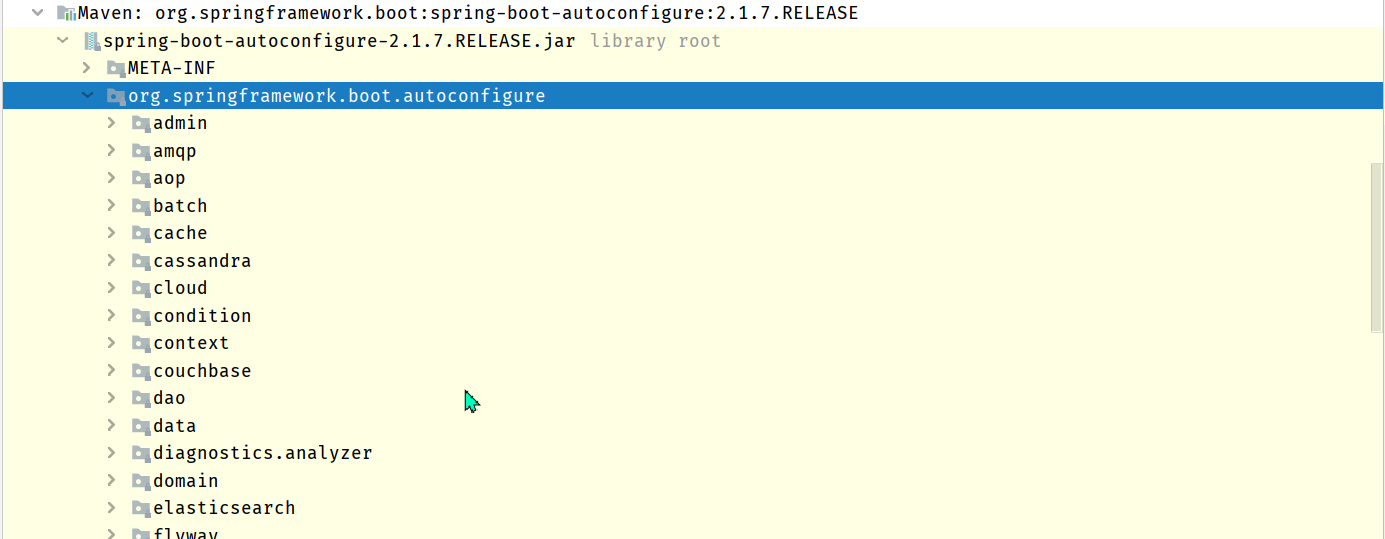 Maven: org.springframework.boot:spring-boot-autoconfigure:2.1.7.RELEASE
spring-boot-autoconfigure-2.1.7.RELEASE.jar library root
META-INF
org.springframework.boot.autoconfigure
admin
amqp
aop
batch
cache
cassandra
cloud
condition
context
couchbase
dao
data
diagnostics.analyzer
domain
elasticsearch
flyway